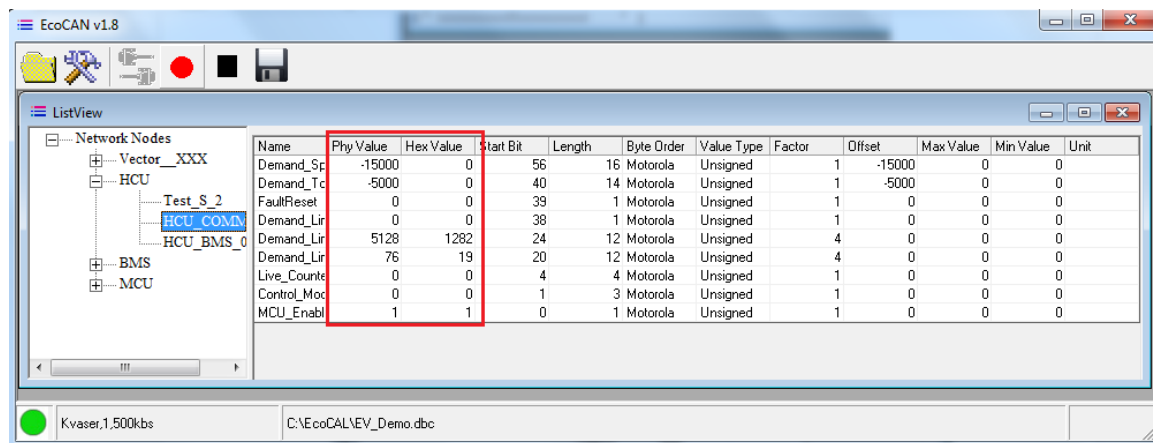 EcoCAN v1.8
ListView
Network Nodes
Vector__XXX
HCU
Test_S_2
HCU_COMM
HCU_BMS_0
BMS
MCU
Name Phy Value Hex Value Start Bit Length Byte Order Value Type Factor Offset Max Value Min Value Unit
Demand_Sp -15000 0 56 16 Motorola Unsigned 1 -15000 0 0
Demand_To -5000 0 40 14 Motorola Unsigned 1 -5000 0 0
FaultReset 0 0 39 1 Motorola Unsigned 1 0 0 0
Demand_Lir 0 0 38 1 Motorola Unsigned 1 0 0 0
Demand_Lir 5128 1282 24 12 Motorola Unsigned 4 0 0 0
Demand_Lir 76 19 20 12 Motorola Unsigned 4 0 0 0
Live_Counte 0 0 4 4 Motorola Unsigned 1 0 0 0
Control_Moc 0 0 1 3 Motorola Unsigned 1 0 0 0
MCU_Enabl 1 1 0 1 Motorola Unsigned 1 0 0 0
Kvaser,1,500kbs
C:\EcoCAL\EV_Demo.dbc